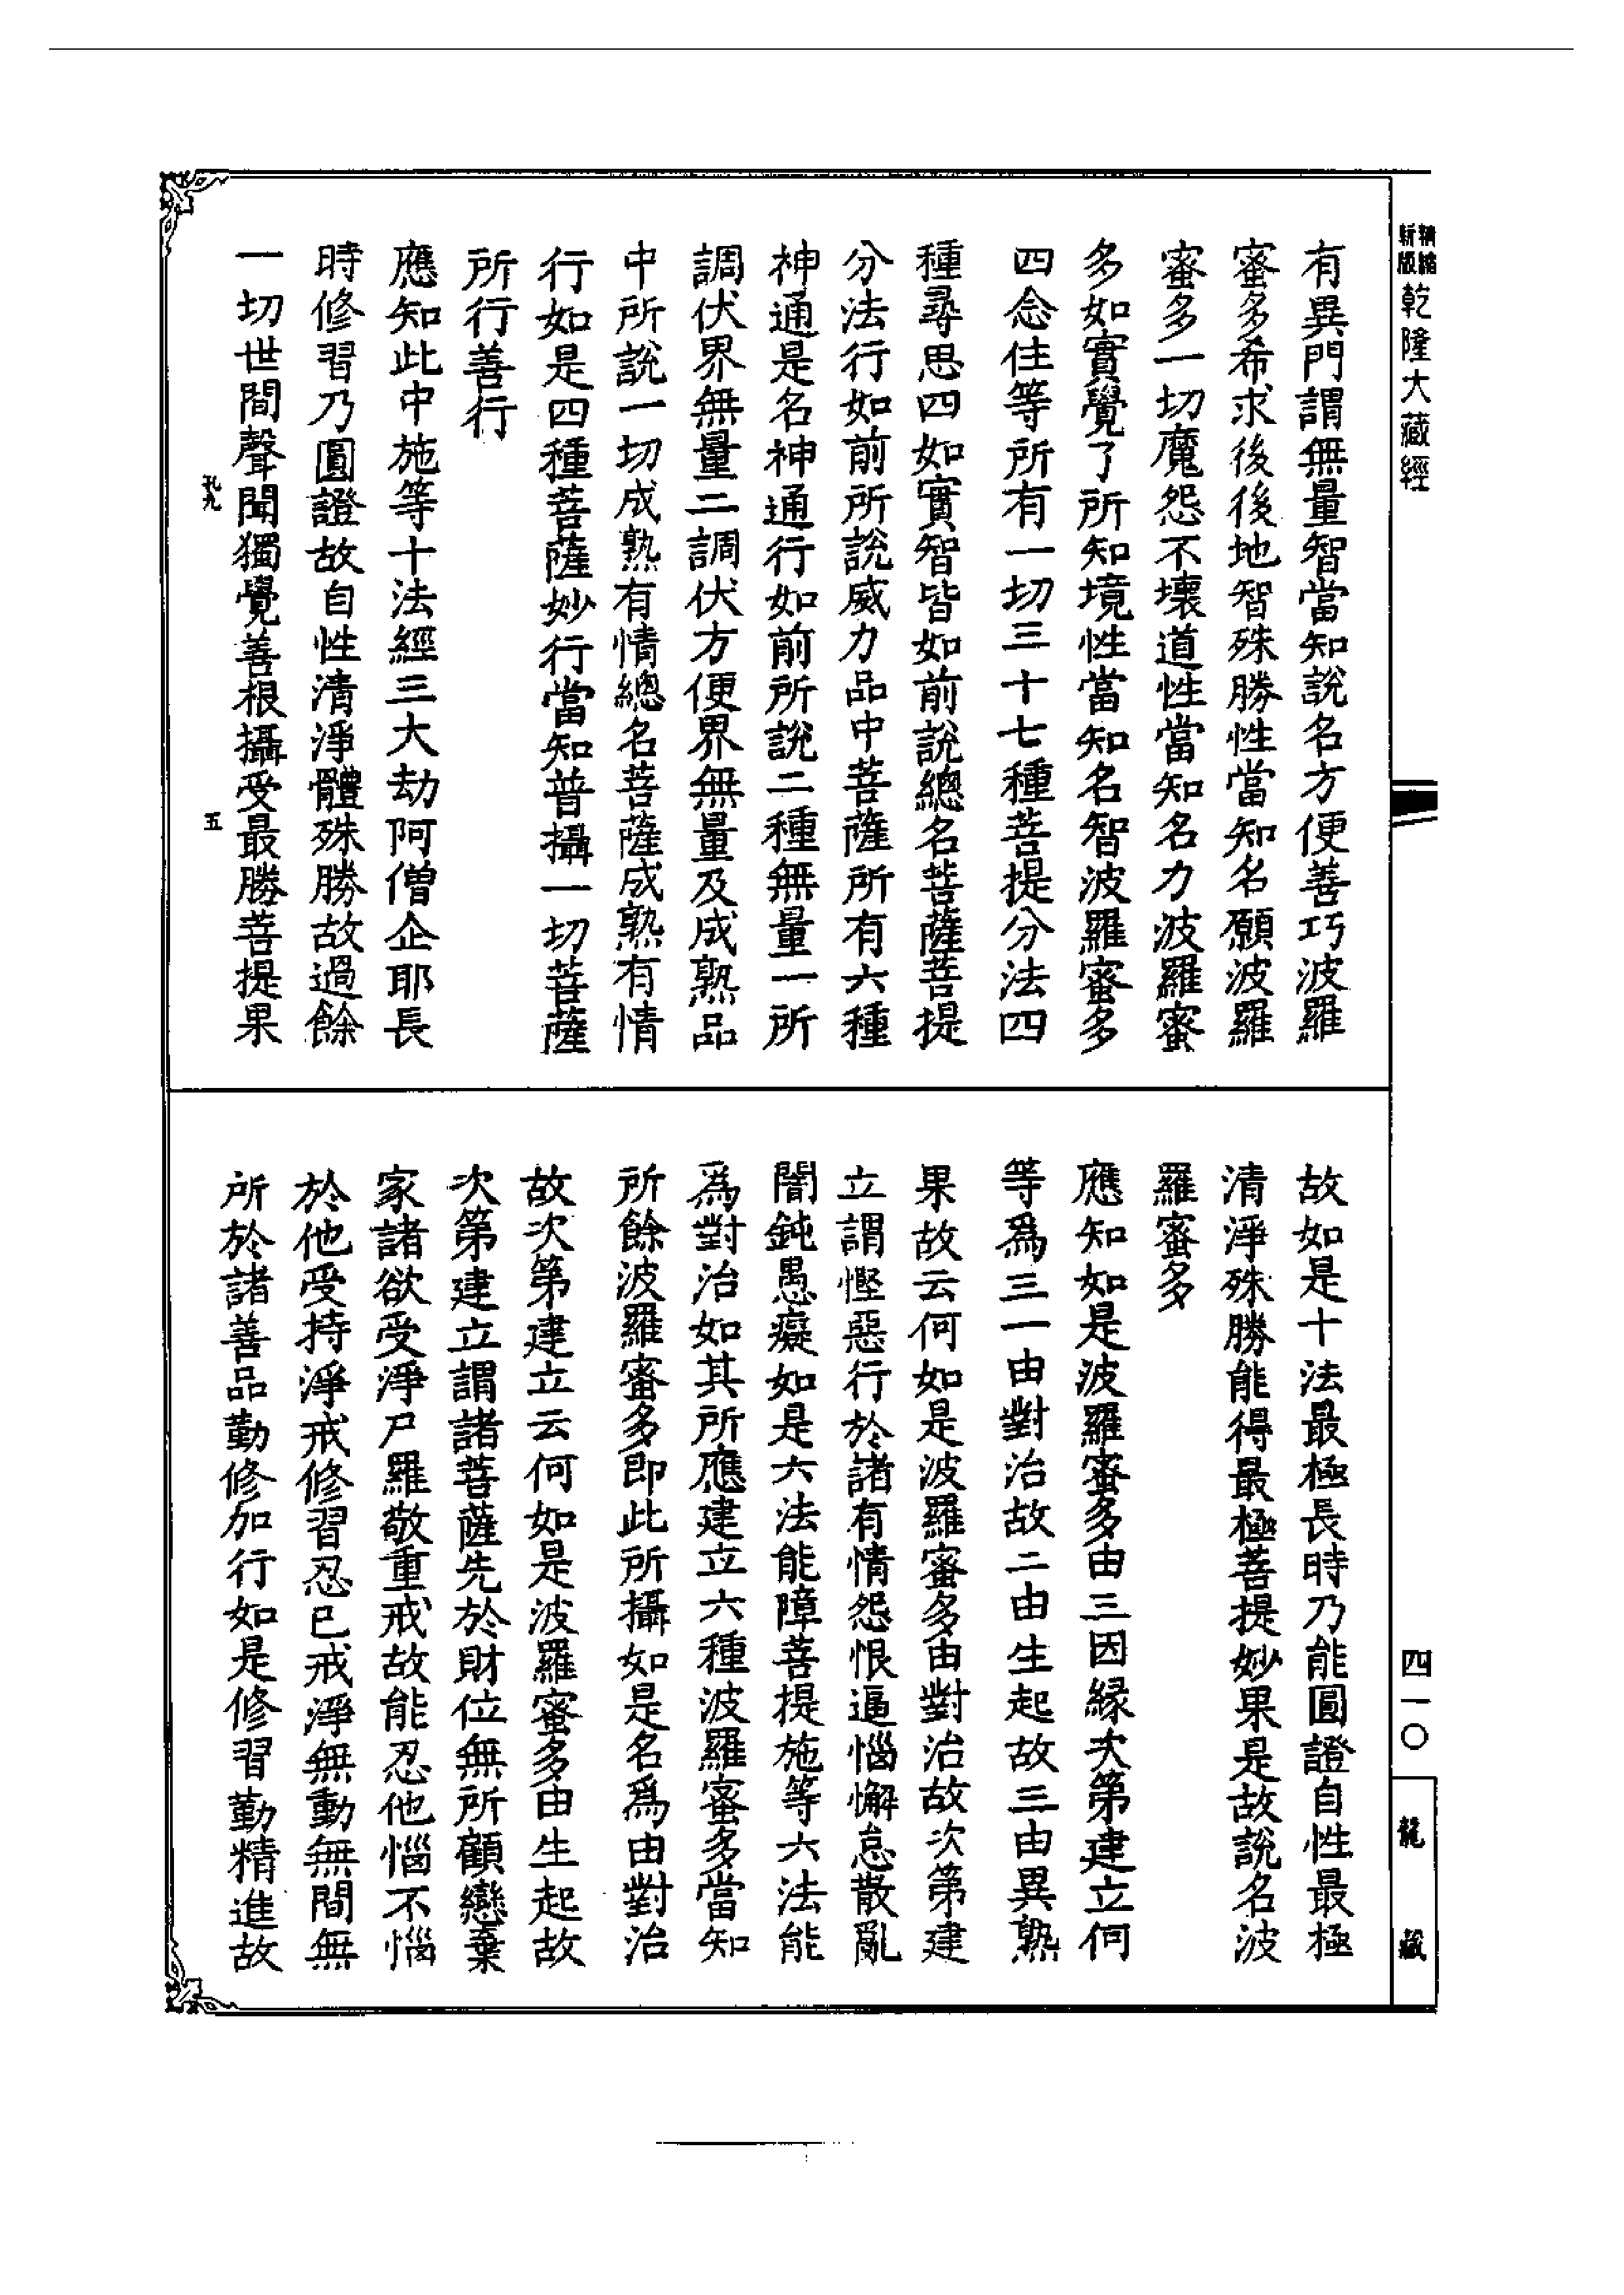 精縮新版乾隆大藏經
有異門謂無量智當知說名方便善巧波羅
蜜多希求後後地智殊勝性當知名願波羅
蜜多一切魔怨不壞道性當知名力波羅蜜
多如實覺了所知境性當知名智波羅蜜多
四念住等所有一切三十七種菩提分法四
種尋思四如實智皆如前說總名菩薩菩提
分法行如前所說威力品中菩薩所有六種
神通是名神通行如前所說二種無量一所
調伏界無量二調伏方便界無量及成熟品
中所說一切成熟有情總名菩薩成熟有情
行如是四種菩薩妙行當知普攝一切菩薩
所行善行
應知此中施等十法經三大劫阿僧企耶長
時修習乃圓證故自性清淨體殊勝故過餘
一切世間聲聞獨覺善根攝受最勝菩提果
孔九 五
故如是十法最極長時乃能圓證自性最極
清淨殊勝能得最極菩提妙果是故說名波
羅蜜多
應知如是波羅蜜多由三因緣次第建立何
等爲三一由對治故二由生起故三由異熟
果故云何如是波羅蜜多由對治故次第建
立謂慳惡行於諸有情怨恨逼惱懈怠散亂
闇鈍愚癡如是六法能障菩提施等六法能
爲對治如其所應建立六種波羅蜜多當知
所餘波羅蜜多即此所攝如是名爲由對治
故次第建立云何如是波羅蜜多由生起故
次第建立謂諸菩薩先於財位無所顧戀棄
家諸欲受淨尸羅敬重戒故能忍他惱不惱
於他受持淨戒修習忍已戒淨無動無間無
所於諸善品勤修加行如是修習勤精進故
四一〇
龍藏